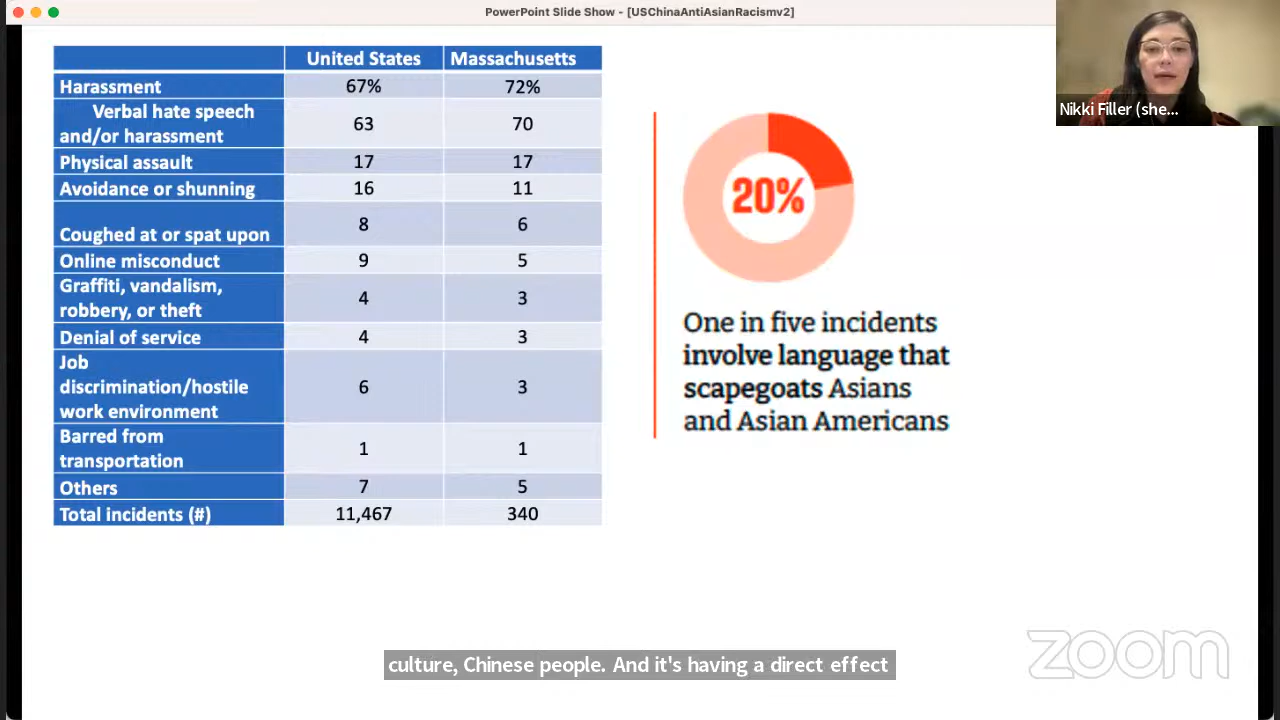 PowerPoint Slide Show - [USChinaAntiAsianRacismv2]
Nikki Filler (she...
United States Massachusetts
Harassment 67% 72%
Verbal hate speech
and/or harassment 63 70
Physical assault 17 17
Avoidance or shunning 16 11
Coughed at or spat upon 8 6
Online misconduct 9 5
Graffiti, vandalism,
robbery, or theft 4 3
Denial of service 4 3
Job
discrimination/hostile 6 3
work environment
Barred from
transportation 1 1
Others 7 5
Total incidents (#) 11,467 340
20%
One in five incidents
involve language that
scapegoats Asians
and Asian Americans
culture, Chinese people. And it's having a direct effect
zoom